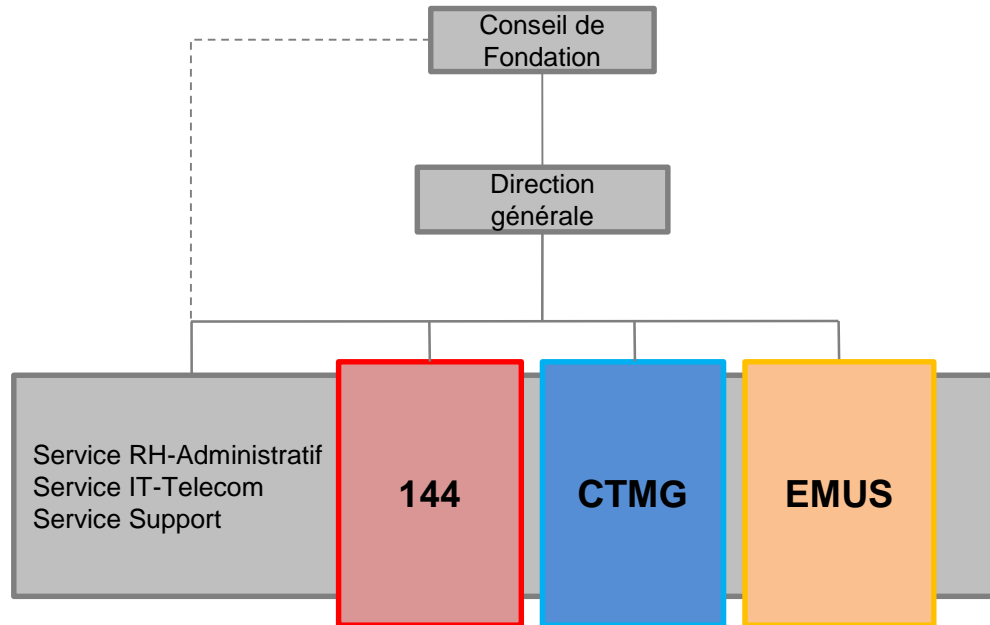 Conseil de
Fondation
Direction
générale
Service RH-Administratif
Service IT-Telecom
Service Support
144
CTMG
EMUS